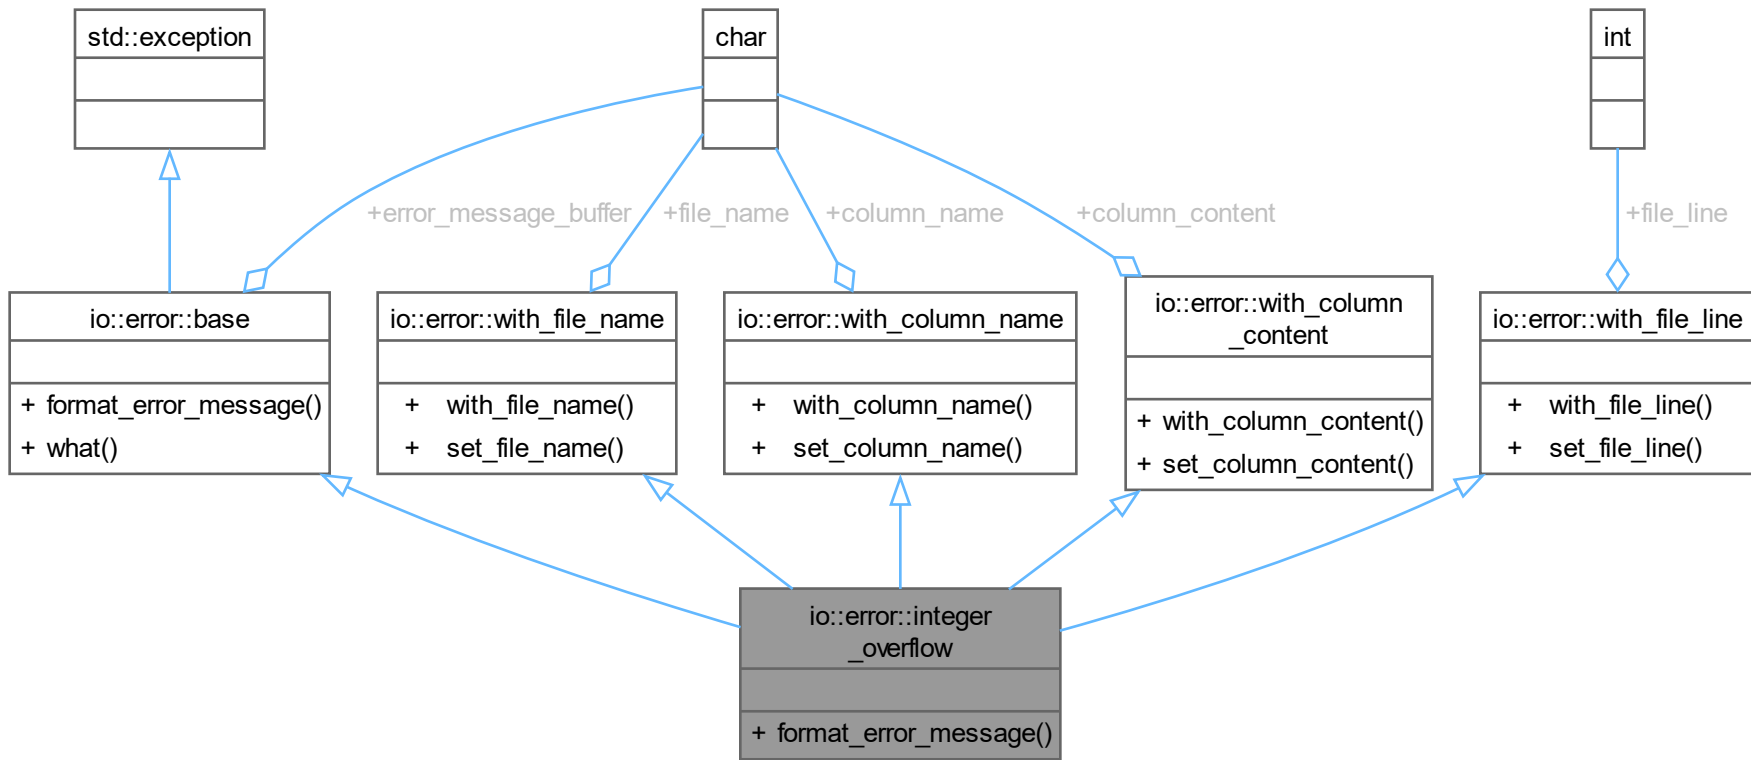 std::exception
char
int
+error_message_buffer
+file_name
+column_name
+column_content
+file_line
io::error::base
+ format_error_message()
+ what()
io::error::with_file_name
+ with_file_name()
+ set_file_name()
io::error::with_column_name
+ with_column_name()
+ set_column_name()
io::error::with_column
_content
+ with_column_content()
+ set_column_content()
io::error::with_file_line
+ with_file_line()
+ set_file_line()
io::error::integer
_overflow
+ format_error_message()